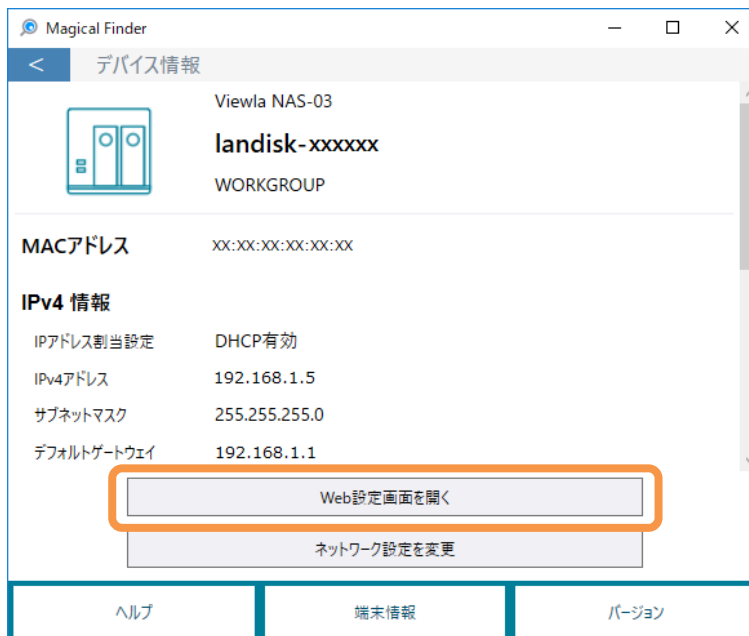 Magical Finder
< デバイス情報
Viewla NAS-03
landisk-xxxxxx
WORKGROUP
MACアドレス xx:xx:xx:xx:xx:xx
IPv4 情報
IPアドレス割当設定 DHCP有効
IPv4アドレス 192.168.1.5
サブネットマスク 255.255.255.0
デフォルトゲートウェイ 192.168.1.1
Web設定画面を開く
ネットワーク設定を変更
ヘルプ 端末情報 バージョン